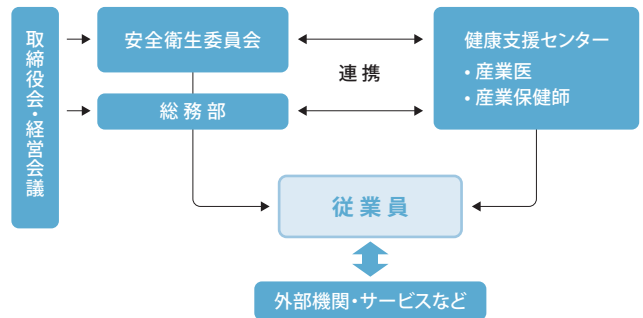 取締役会・経営会議
安全衛生委員会
総務部
連携
健康支援センター
・産業医
・産業保健師
従業員
外部機関・サービスなど